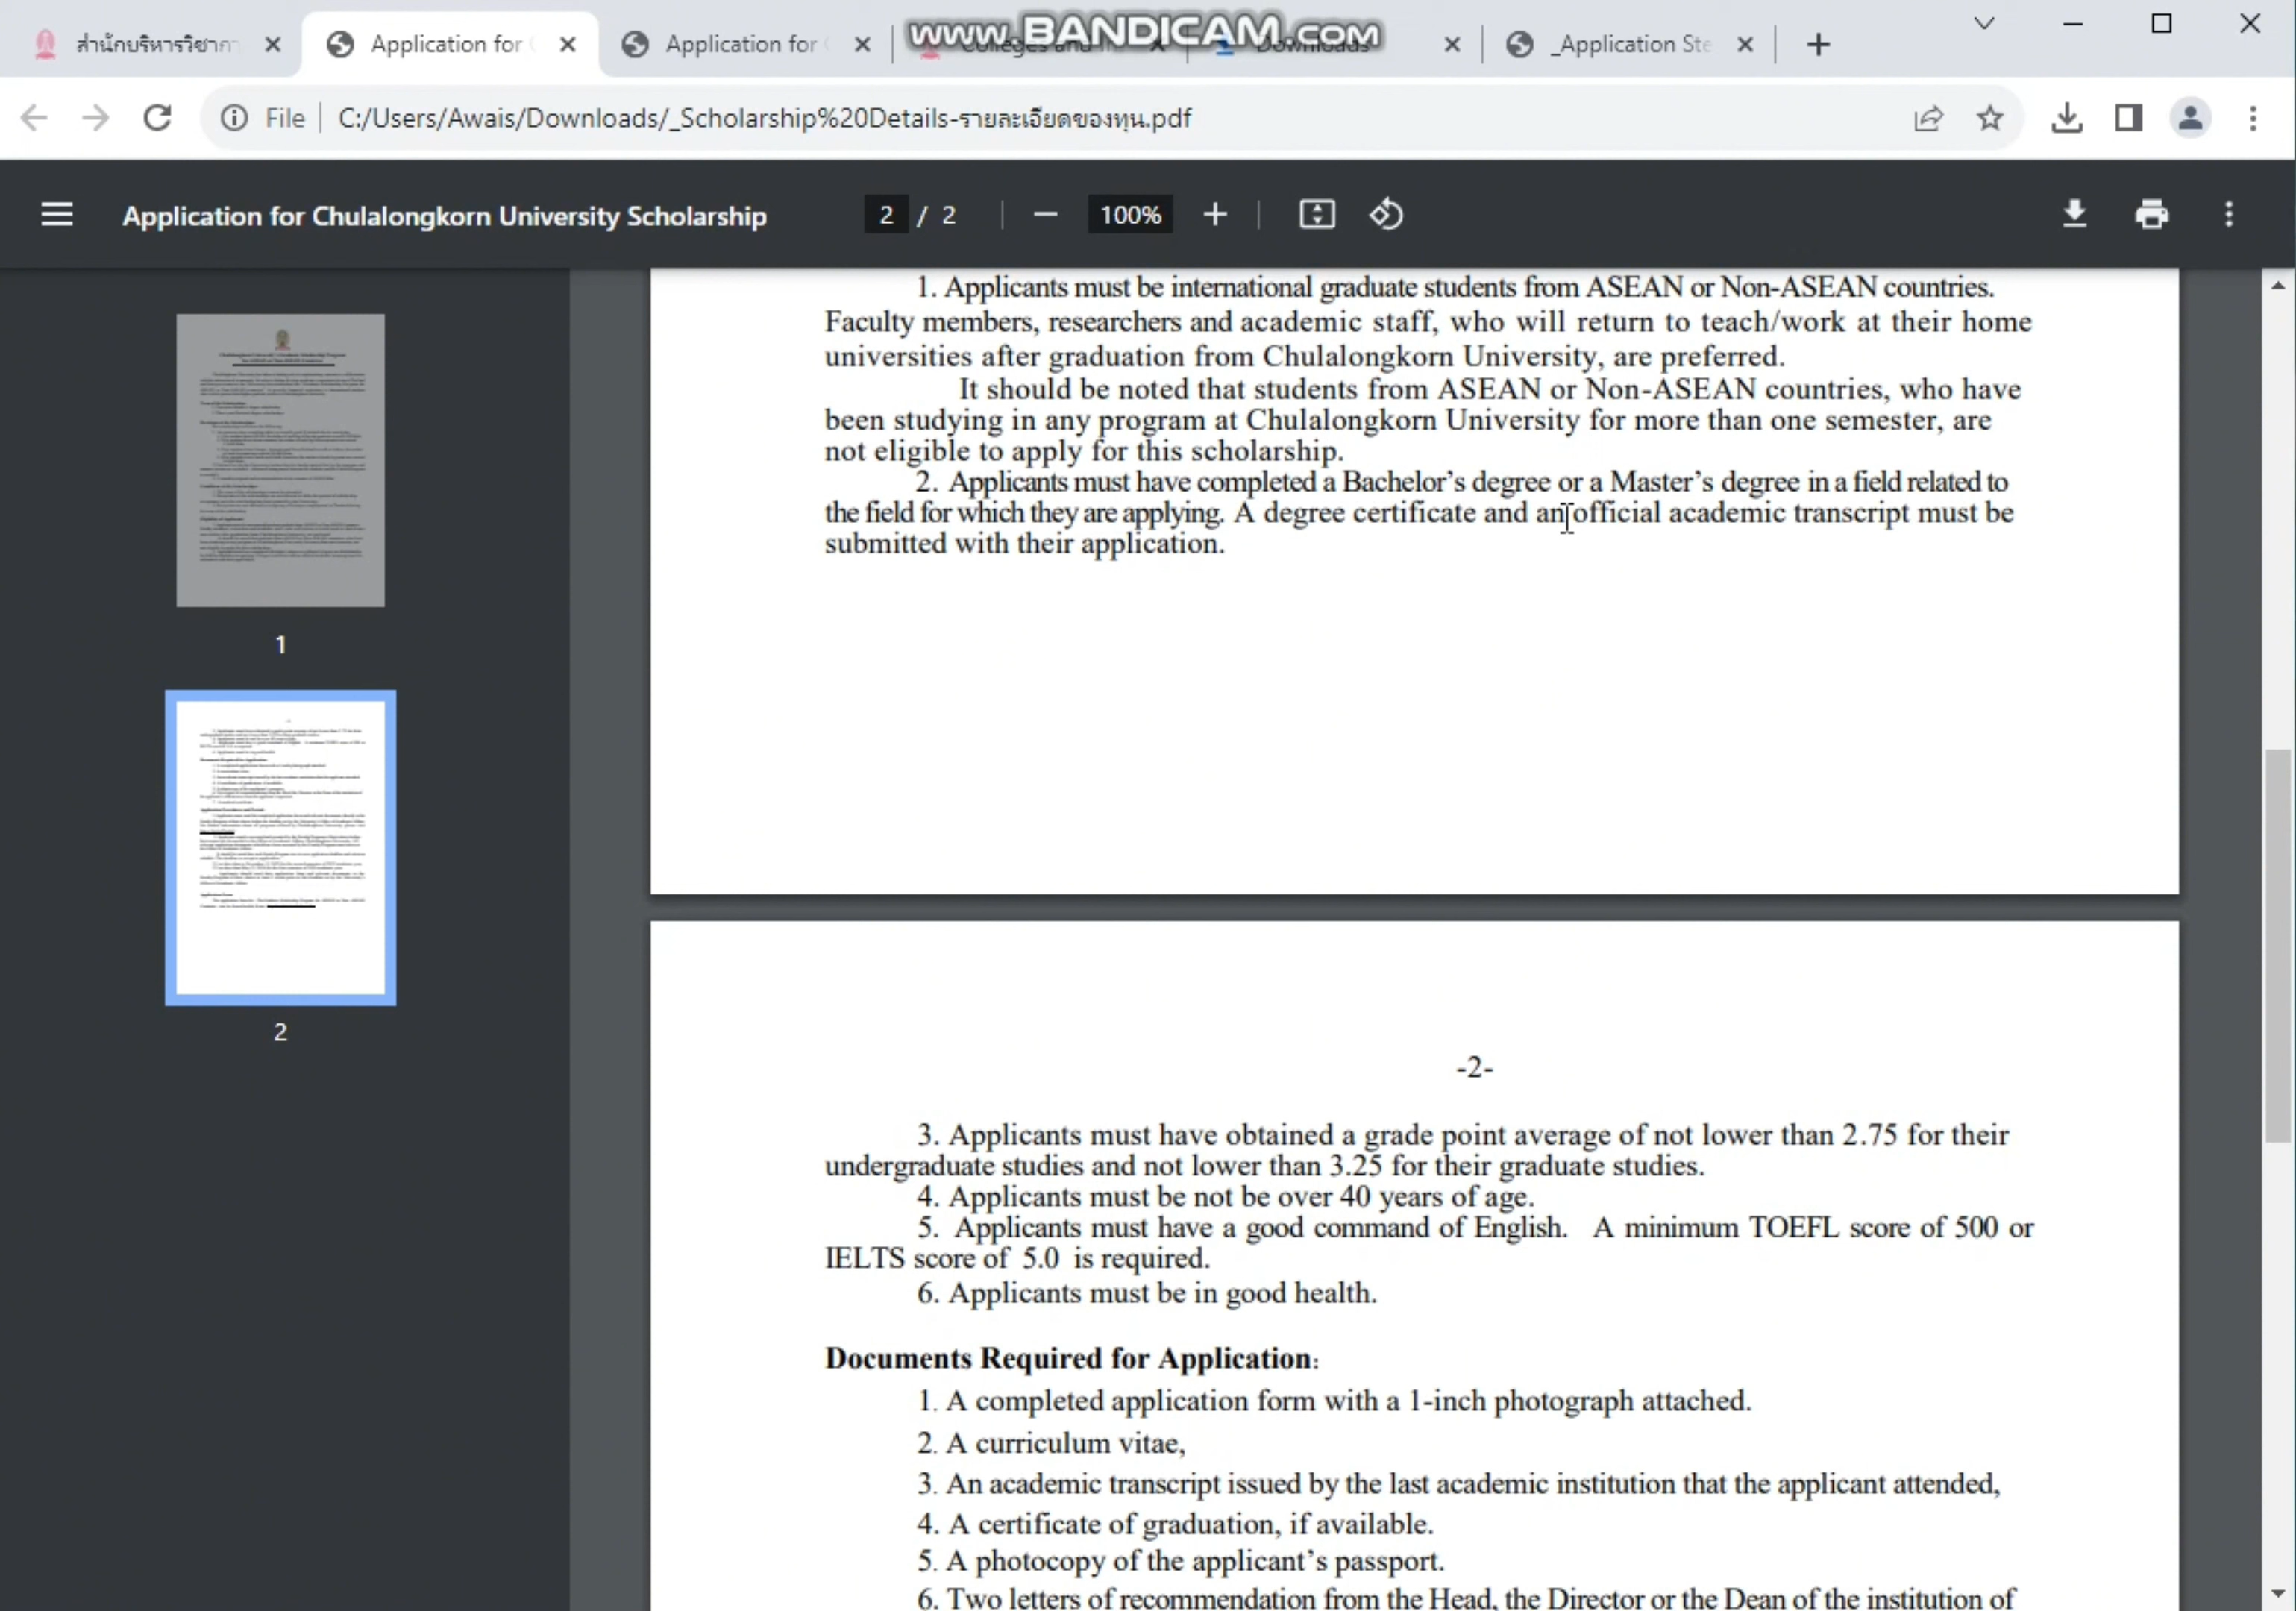 www.BANDICAM.com
สำนักบริหารวิชากา
Application for
Application for
Colleges and
Downloads
_Application Ste
File
C:/Users/Awais/Downloads/_Scholarship%20Details-รายละเอียดของทุน.pdf
Application for Chulalongkorn University Scholarship
2 / 2
100%
1
2
1. Applicants must be international graduate students from ASEAN or Non-ASEAN countries.
Faculty members, researchers and academic staff, who will return to teach/work at their home
universities after graduation from Chulalongkorn University, are preferred.
It should be noted that students from ASEAN or Non-ASEAN countries, who have
been studying in any program at Chulalongkorn University for more than one semester, are
not eligible to apply for this scholarship.
2. Applicants must have completed a Bachelor’s degree or a Master’s degree in a field related to
the field for which they are applying. A degree certificate and an official academic transcript must be
submitted with their application.
-2-
3. Applicants must have obtained a grade point average of not lower than 2.75 for their
undergraduate studies and not lower than 3.25 for their graduate studies.
4. Applicants must be not be over 40 years of age.
5. Applicants must have a good command of English. A minimum TOEFL score of 500 or
IELTS score of 5.0 is required.
6. Applicants must be in good health.
Documents Required for Application:
1. A completed application form with a 1-inch photograph attached.
2. A curriculum vitae,
3. An academic transcript issued by the last academic institution that the applicant attended,
4. A certificate of graduation, if available.
5. A photocopy of the applicant’s passport.
6. Two letters of recommendation from the Head, the Director or the Dean of the institution of